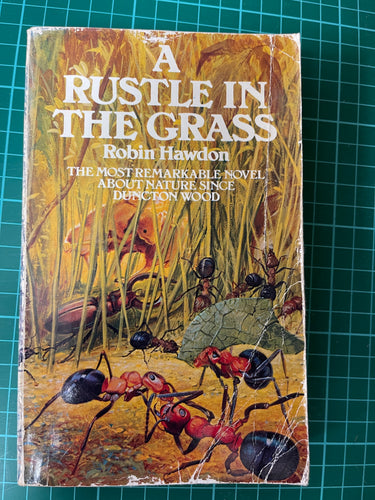 A
RUSTLE IN
THE GRASS
Robin Hawdon
THE MOST REMARKABLE NOVEL
ABOUT NATURE SINCE
DUNCTON WOOD